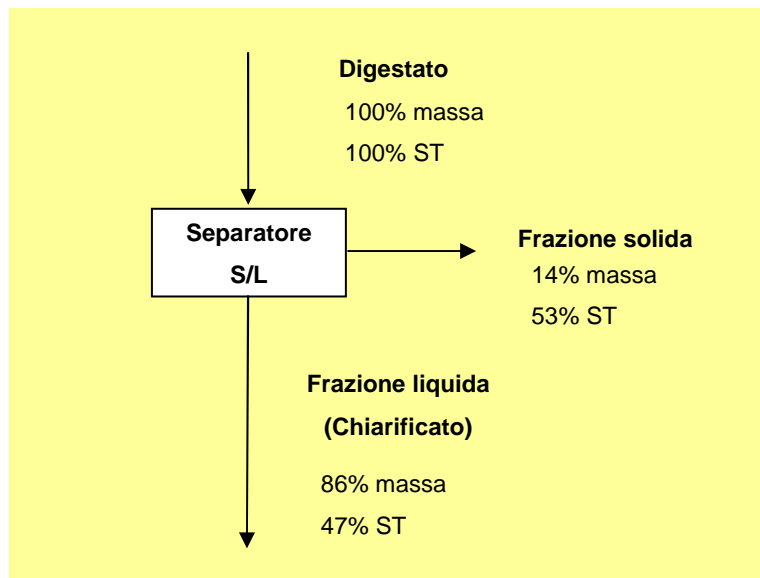 Digestato
100% massa
100% ST
Separatore
S/L
Frazione solida
14% massa
53% ST
Frazione liquida
(Chiarificato)
86% massa
47% ST